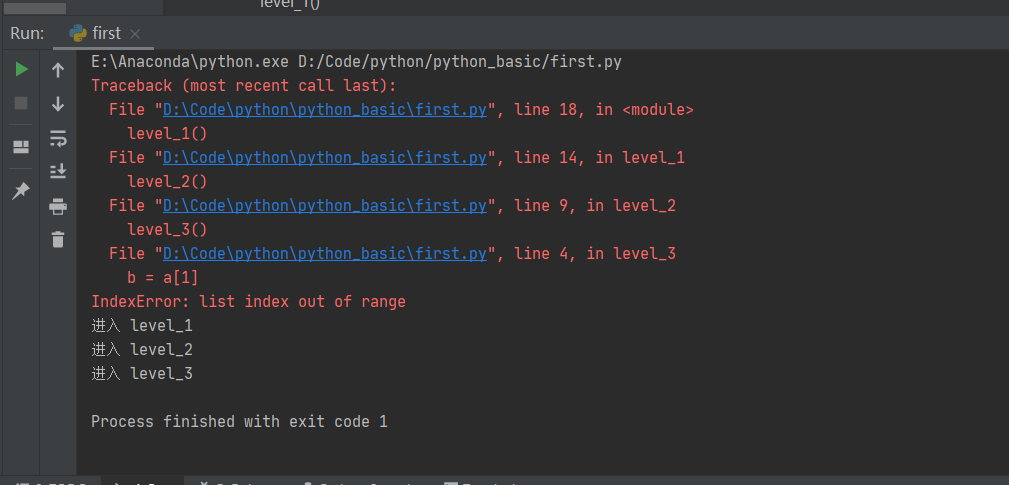 level_1()
Run: first
E:\Anaconda\python.exe D:/Code/python/python_basic/first.py
Traceback (most recent call last):
File "D:\Code\python\python_basic\first.py", line 18, in <module>
level_1()
File "D:\Code\python\python_basic\first.py", line 14, in level_1
level_2()
File "D:\Code\python\python_basic\first.py", line 9, in level_2
level_3()
File "D:\Code\python\python_basic\first.py", line 4, in level_3
b = a[1]
IndexError: list index out of range
进入 level_1
进入 level_2
进入 level_3
Process finished with exit code 1